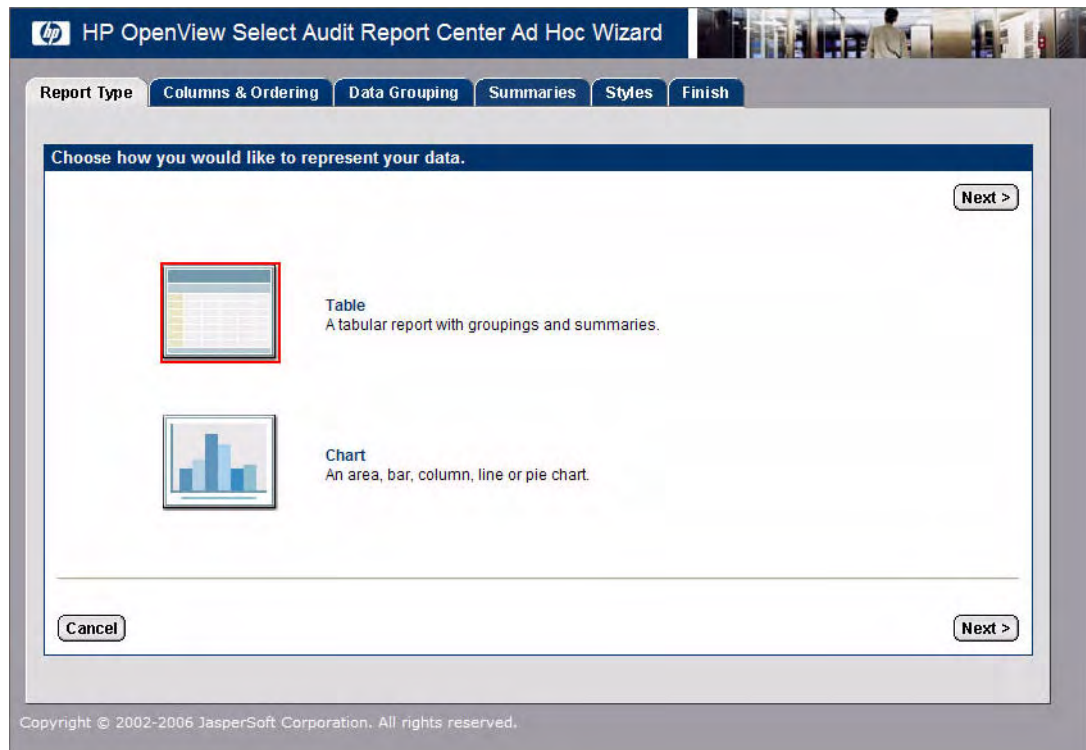 hp HP OpenView Select Audit Report Center Ad Hoc Wizard
Report Type Columns & Ordering Data Grouping Summaries Styles Finish
Choose how you would like to represent your data.
Next >
Table
A tabular report with groupings and summaries.
Chart
An area, bar, column, line or pie chart.
Cancel Next >
Copyright © 2002-2006 JasperSoft Corporation. All rights reserved.